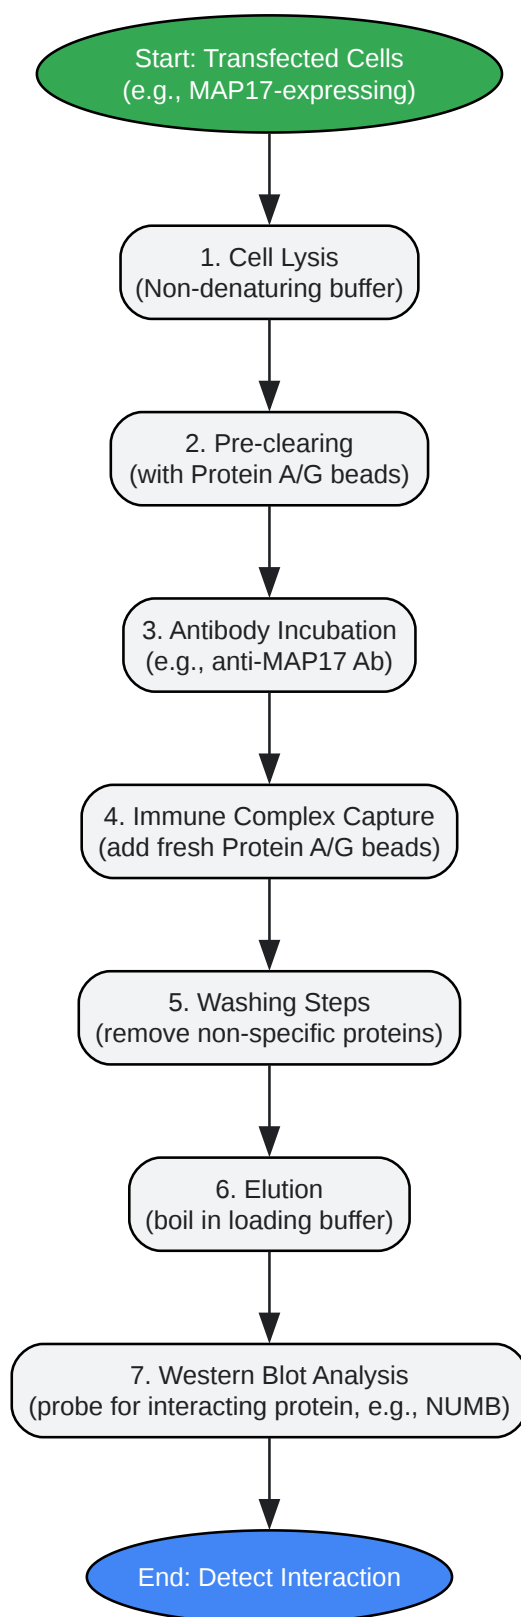 Start: Transfected Cells
(e.g., MAP17-expressing)
1. Cell Lysis
(Non-denaturing buffer)
2. Pre-clearing
(with Protein A/G beads)
3. Antibody Incubation
(e.g., anti-MAP17 Ab)
4. Immune Complex Capture
(add fresh Protein A/G beads)
5. Washing Steps
(remove non-specific proteins)
6. Elution
(boil in loading buffer)
7. Western Blot Analysis
(probe for interacting protein, e.g., NUMB)
End: Detect Interaction